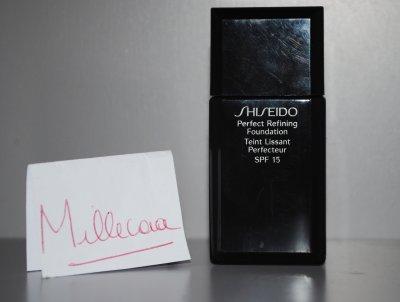 SHISEIDO
Perfect Refining
Foundation
Teint Lissant
Perfecteur
SPF 15
Millecaa